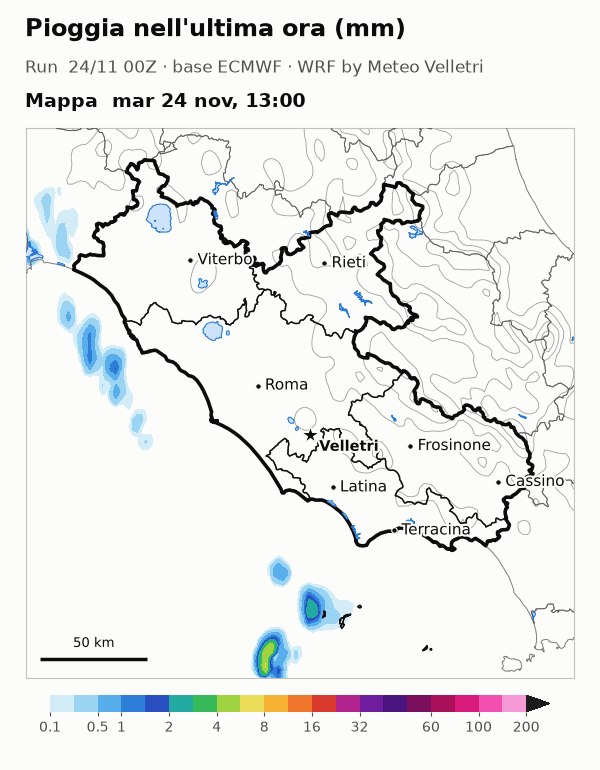 Pioggia nell'ultima ora (mm)
Run  24/11 00Z · base ECMWF · WRF by Meteo Velletri
Mappa  mar 24 nov, 13:00
Viterbo
Rieti
Roma
Velletri
Frosinone
Latina
Cassino
Terracina
50 km
0.1 0.5 1 2 4 8 16 32 60 100 200